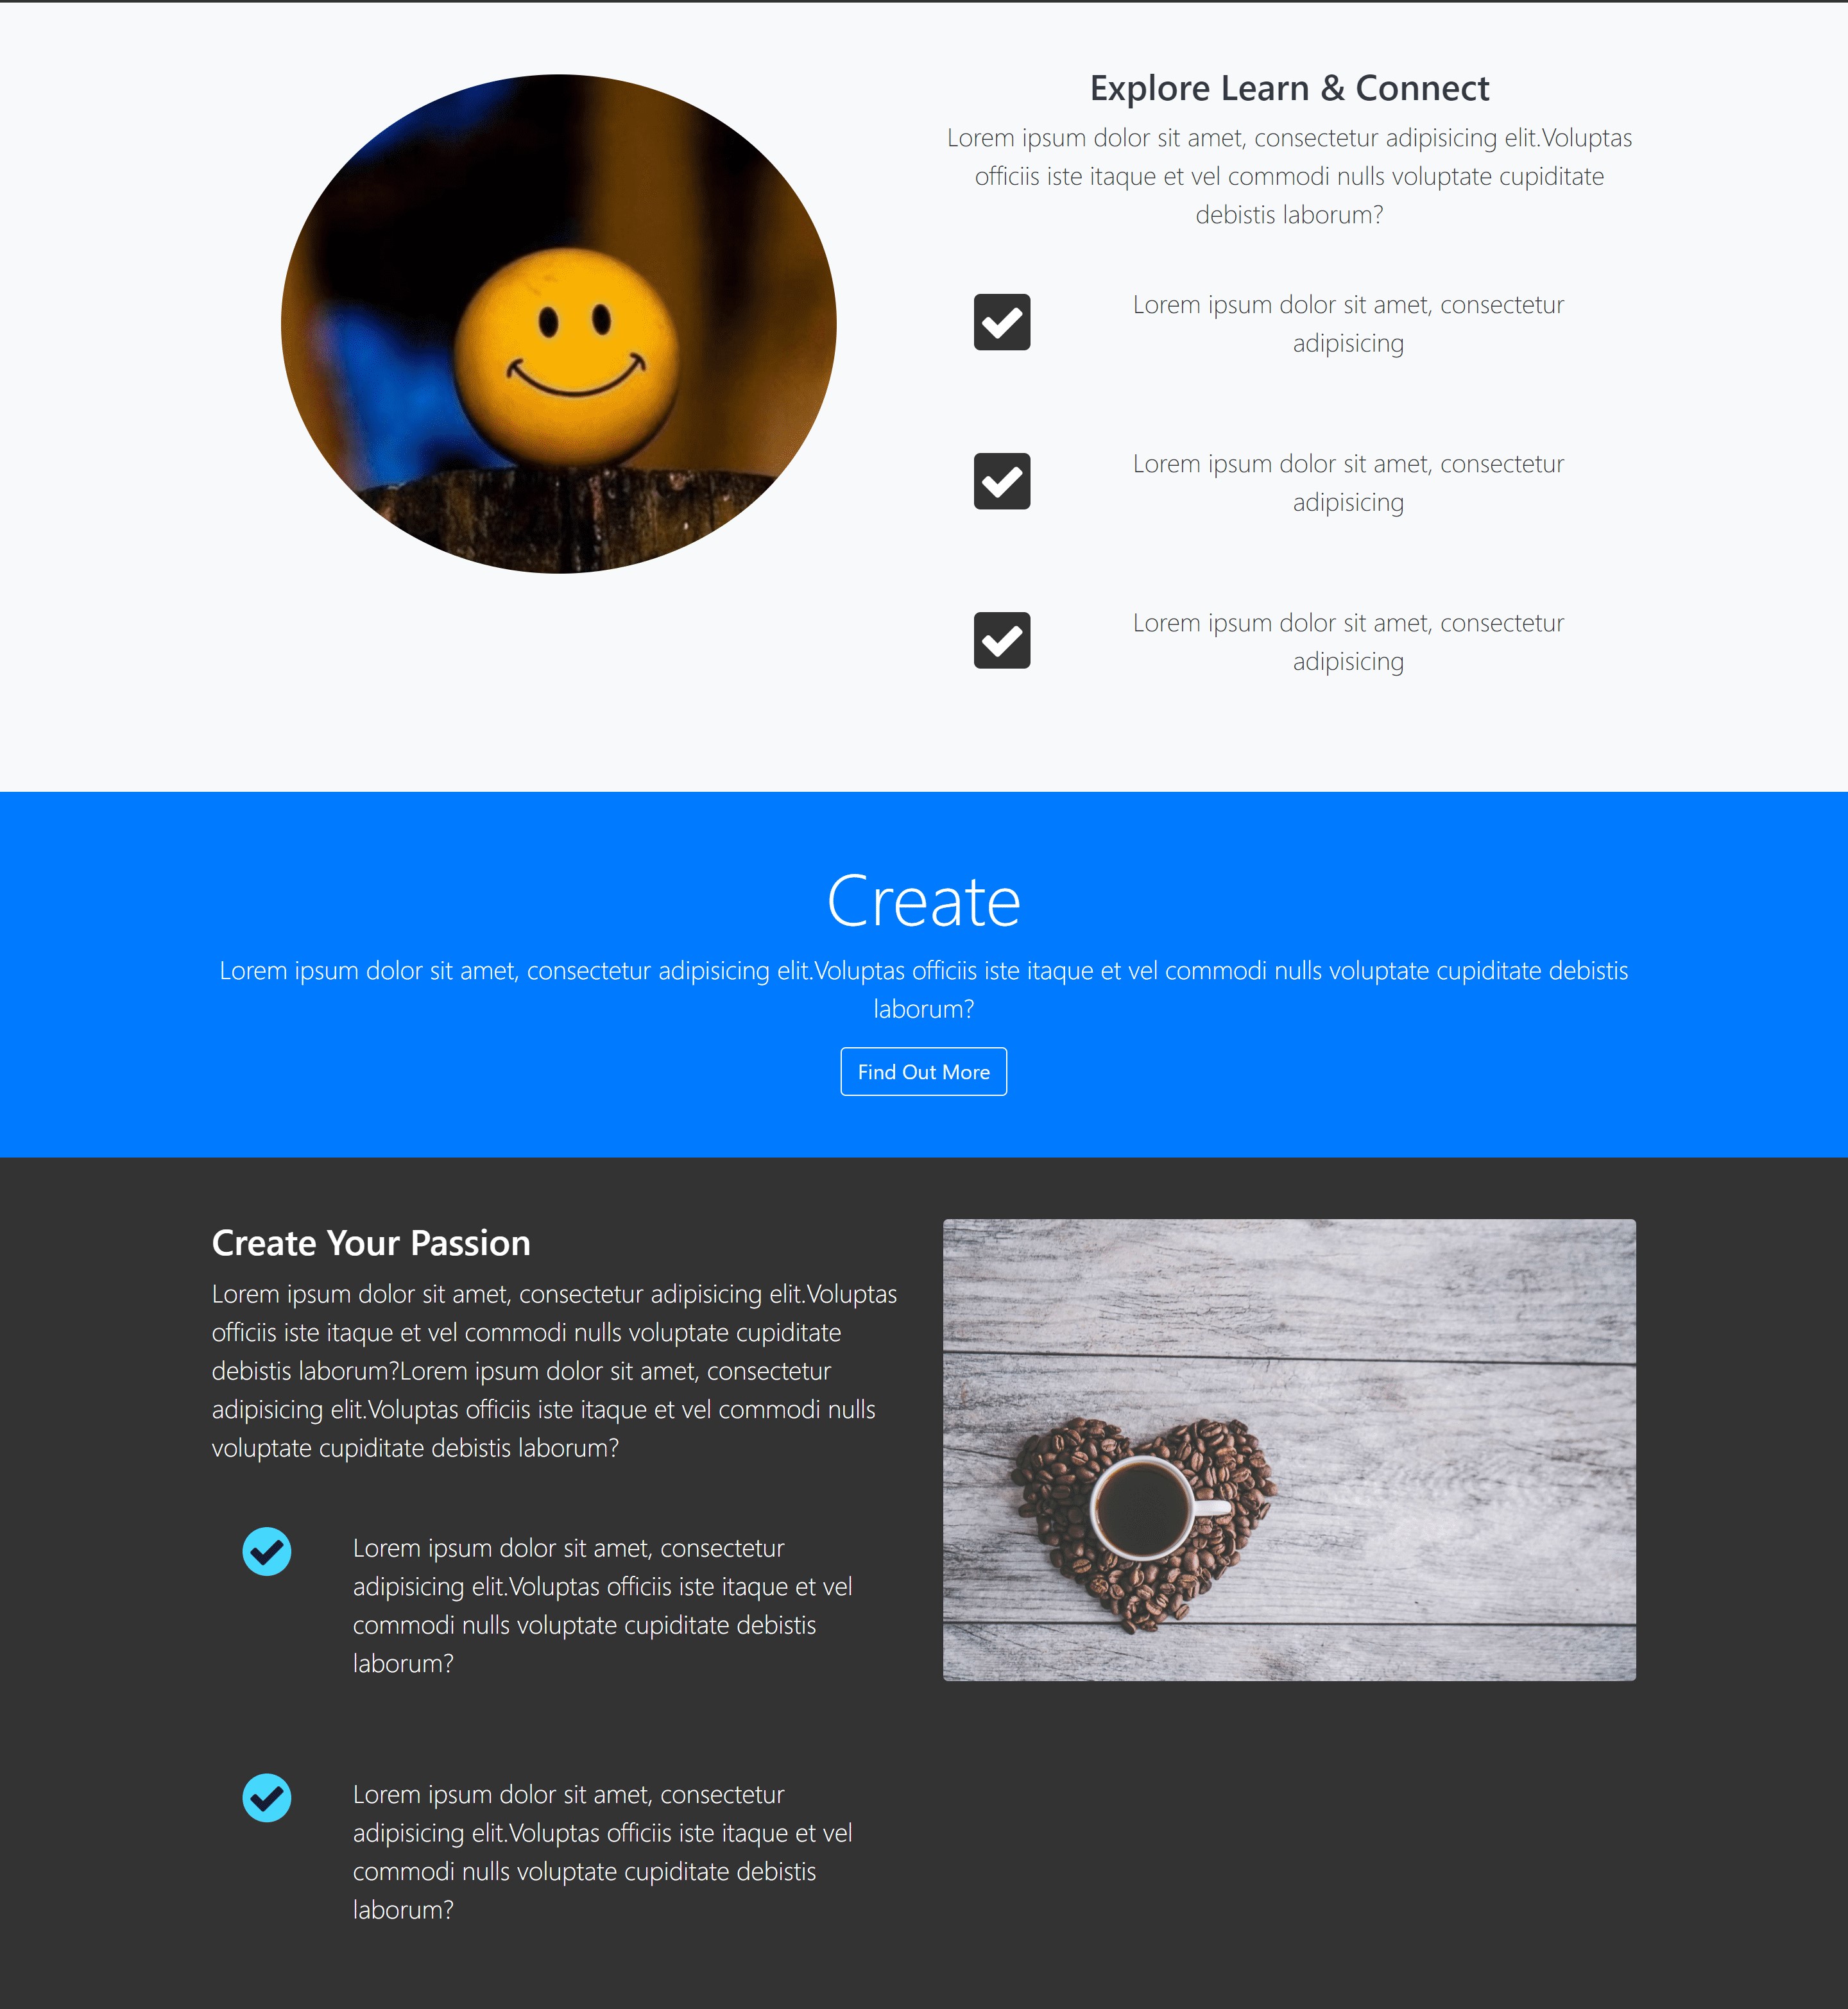 Explore Learn & Connect
Lorem ipsum dolor sit amet, consectetur adipisicing elit.Voluptas
officiis iste itaque et vel commodi nulls voluptate cupiditate
debistis laborum?
Lorem ipsum dolor sit amet, consectetur
adipisicing
Lorem ipsum dolor sit amet, consectetur
adipisicing
Lorem ipsum dolor sit amet, consectetur
adipisicing
Create
Lorem ipsum dolor sit amet, consectetur adipisicing elit.Voluptas officiis iste itaque et vel commodi nulls voluptate cupiditate debistis
laborum?
Find Out More
Create Your Passion
Lorem ipsum dolor sit amet, consectetur adipisicing elit.Voluptas
officiis iste itaque et vel commodi nulls voluptate cupiditate
debistis laborum?Lorem ipsum dolor sit amet, consectetur
adipisicing elit.Voluptas officiis iste itaque et vel commodi nulls
voluptate cupiditate debistis laborum?
Lorem ipsum dolor sit amet, consectetur
adipisicing elit.Voluptas officiis iste itaque et vel
commodi nulls voluptate cupiditate debistis
laborum?
Lorem ipsum dolor sit amet, consectetur
adipisicing elit.Voluptas officiis iste itaque et vel
commodi nulls voluptate cupiditate debistis
laborum?